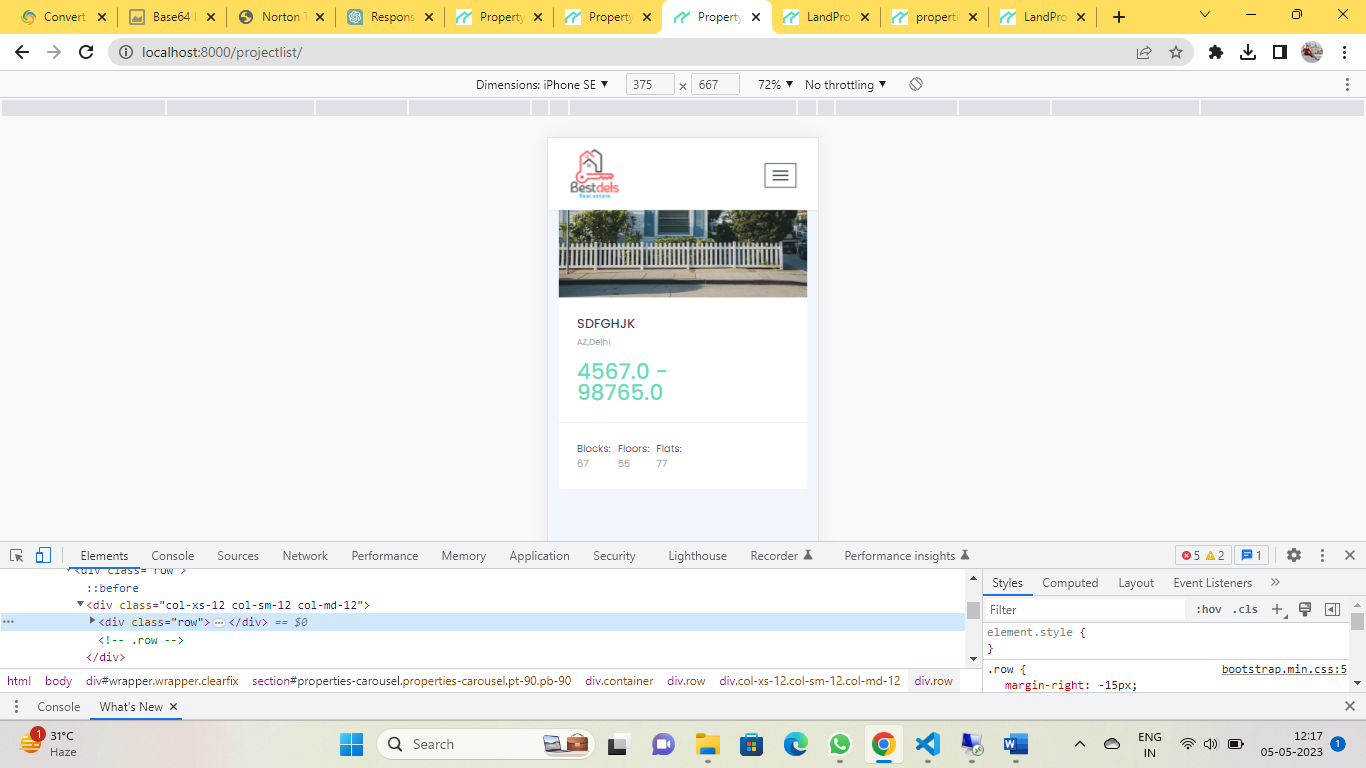 Convert
Base64
Norton
Respons
Property
Property
Property
LandPro
properti
LandPro
localhost:8000/projectlist/
Dimensions: iPhone SE ▼ 375 × 667 72% ▼ No throttling ▼
Bestdels
Real estate
SDFGHJK
AZ,Delhi
4567.0 -
98765.0
Blocks: Floors: Flats:
67 55 77
Elements Console Sources Network Performance Memory Application Security Lighthouse Recorder Performance insights 5 2 1
<div class="row">
::before
<div class="col-xs-12 col-sm-12 col-md-12">
••• <div class="row"> ⋯ </div> == $0
<!-- .row -->
</div>
html body div#wrapper.wrapper.clearfix section#properties-carousel.properties-carousel.pt-90.pb-90 div.container div.row div.col-xs-12.col-sm-12.col-md-12 div.row
Styles Computed Layout Event Listeners »
Filter :hov .cls +
element.style {
}
.row { bootstrap.min.css:5
margin-right: -15px;
Console What's New ×
1 31°C
Haze
Search
ENG
IN
12:17
05-05-2023
1